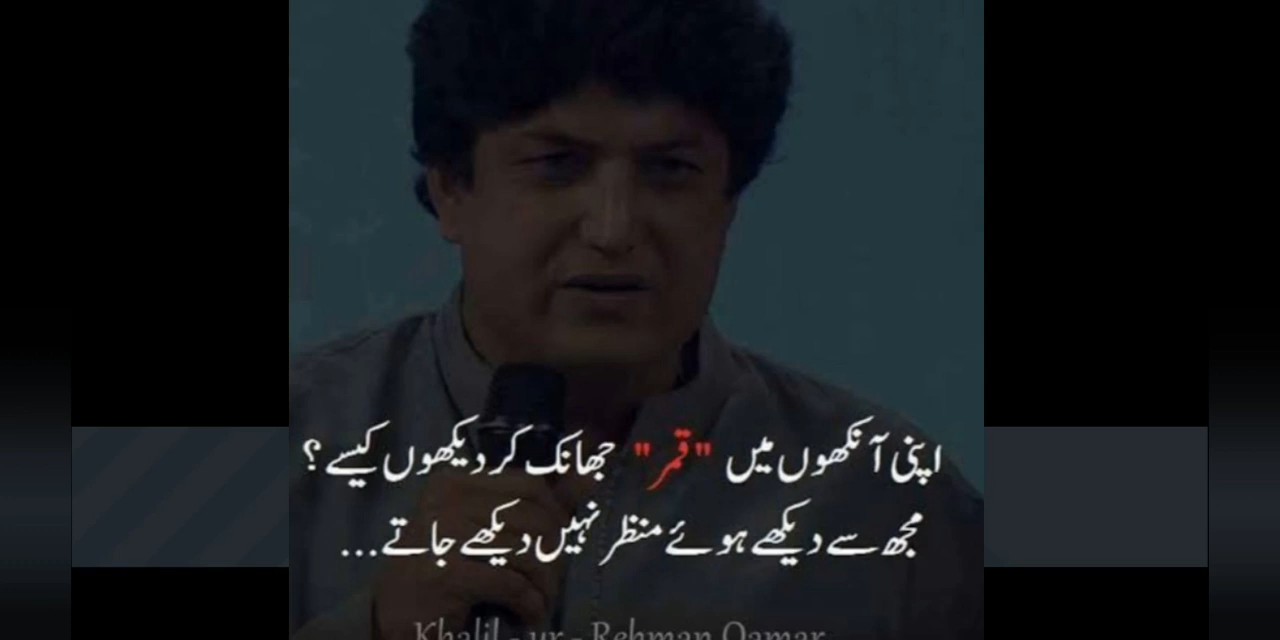 اپنی آنکھوں میں "قمر" جھانک کر دیکھوں کیسے؟
مجھ سے دیکھے ہوئے منظر نہیں دیکھے جاتے...
Khalil - ur - Rehman Qamar